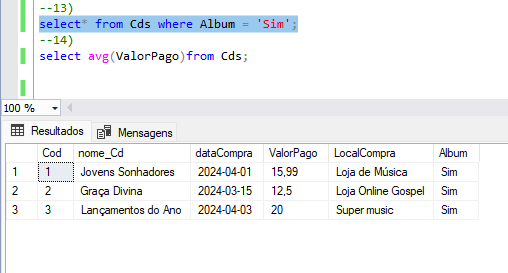 --13)
select* from Cds where Album = 'Sim';
--14)
select avg(ValorPago)from Cds;
100 %
Resultados Mensagens
Cod nome_Cd dataCompra ValorPago LocalCompra Album
1 1 Jovens Sonhadores 2024-04-01 15,99 Loja de Música Sim
2 2 Graça Divina 2024-03-15 12,5 Loja Online Gospel Sim
3 3 Lançamentos do Ano 2024-04-03 20 Super music Sim